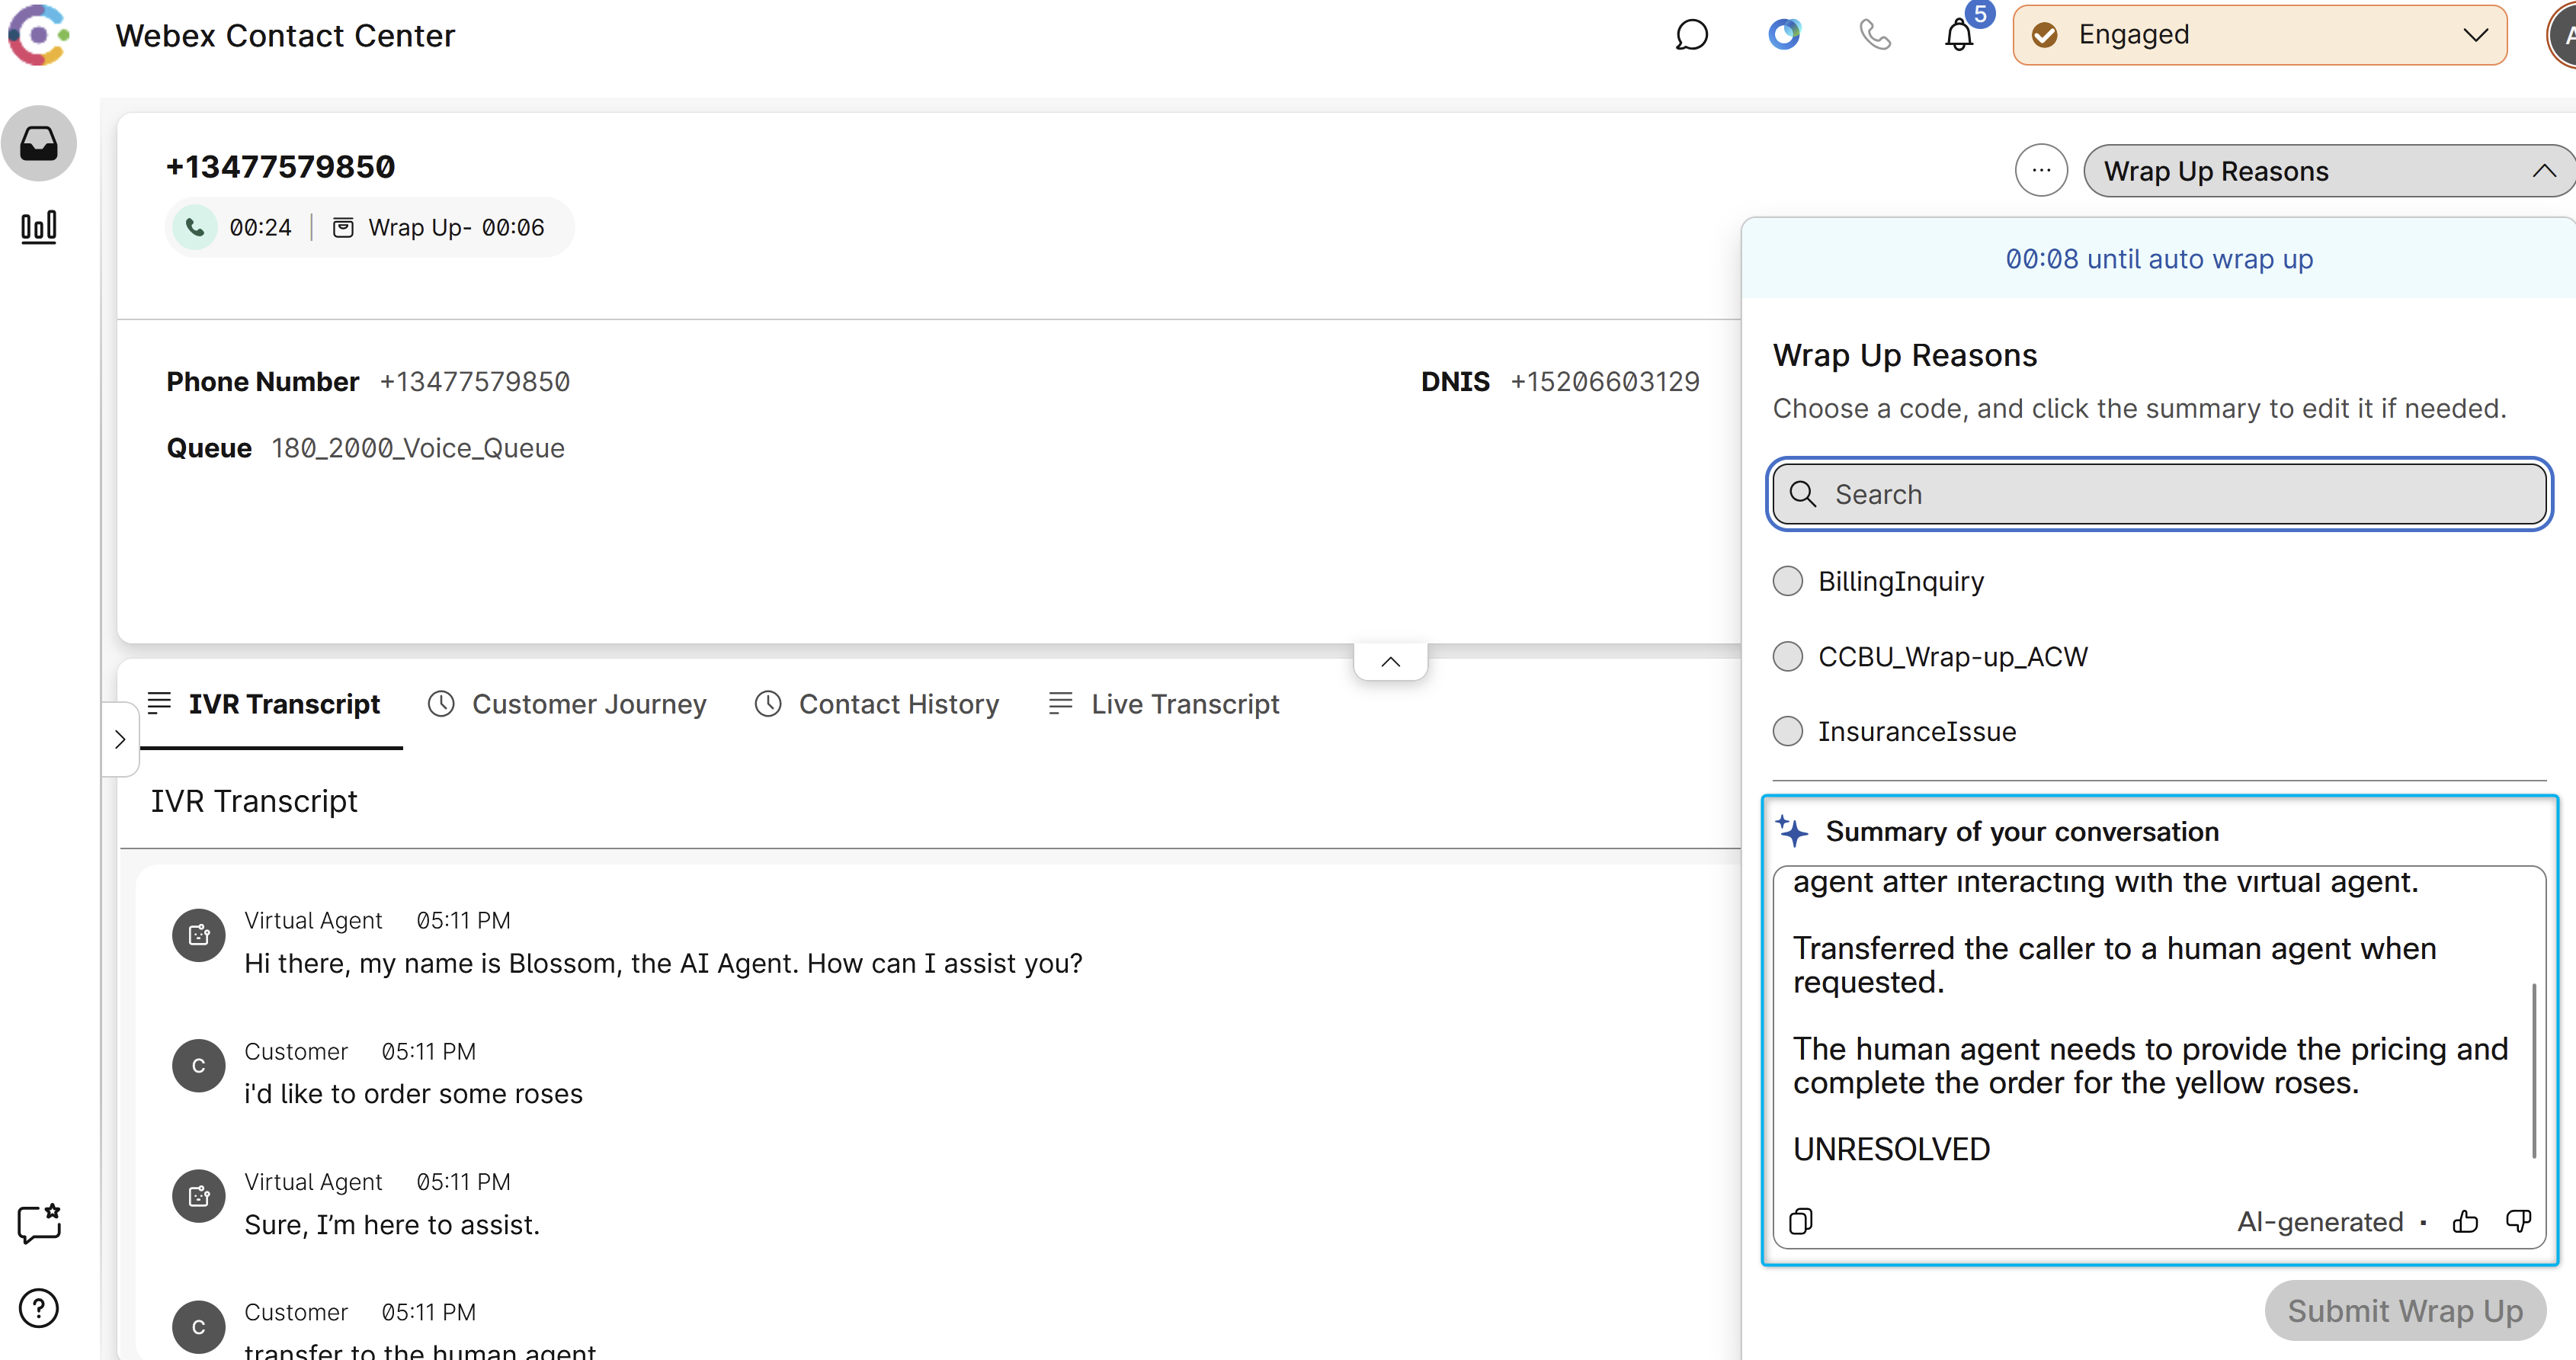 Webex Contact Center
5
Engaged
A
+13477579850
00:24 | Wrap Up- 00:06
Wrap Up Reasons
00:08 until auto wrap up
Phone Number +13477579850
DNIS +15206603129
Queue 180_2000_Voice_Queue
Wrap Up Reasons
Choose a code, and click the summary to edit it if needed.
Search
BillingInquiry
CCBU_Wrap-up_ACW
InsuranceIssue
IVR Transcript
Customer Journey
Contact History
Live Transcript
IVR Transcript
Virtual Agent 05:11 PM
Hi there, my name is Blossom, the AI Agent. How can I assist you?
C
Customer 05:11 PM
i'd like to order some roses
Virtual Agent 05:11 PM
Sure, I’m here to assist.
C
Customer 05:11 PM
transfer to the human agent
Summary of your conversation
agent after interacting with the virtual agent.
Transferred the caller to a human agent when
requested.
The human agent needs to provide the pricing and
complete the order for the yellow roses.
UNRESOLVED
AI-generated ·
Submit Wrap Up